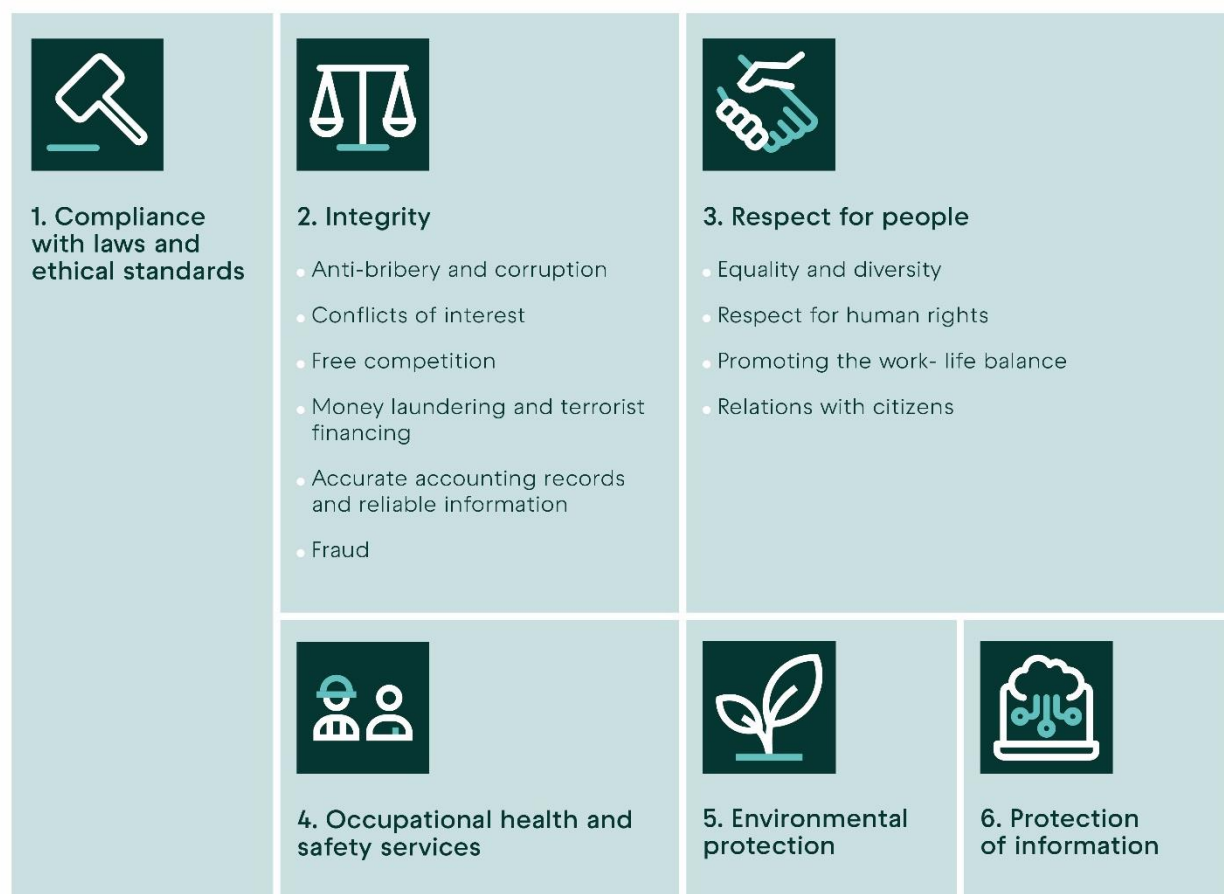 1. Compliance
with laws and
ethical standards
2. Integrity
Anti-bribery and corruption
Conflicts of interest
Free competition
Money laundering and terrorist
financing
Accurate accounting records
and reliable information
Fraud
3. Respect for people
Equality and diversity
Respect for human rights
Promoting the work- life balance
Relations with citizens
4. Occupational health and
safety services
5. Environmental
protection
6. Protection
of information